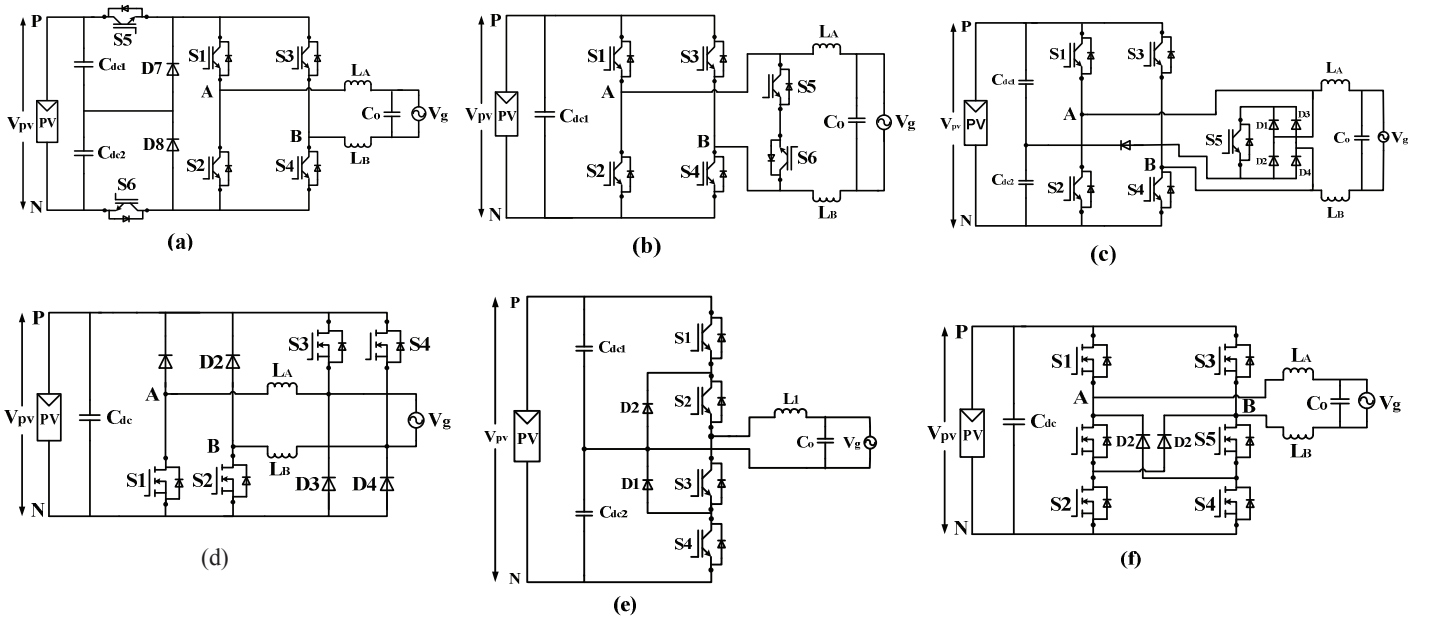 P
S5
Cdc1
D7
S1
S3
LA
A
Co
Vg
Vpv
PV
B
LB
Cdc2
D8
S2
S4
S6
N
(a)
P
S1
S3
LA
S5
A
Vpv
PV
Cdc1
Co
Vg
B
S6
S2
S4
LB
N
(b)
P
S1
S3
Cdc1
LA
A
S5
D1
D3
Vpv
PV
Co
Vg
D2
D4
B
Cdc2
S2
S4
LB
N
(c)
P
S3
S4
D2
LA
A
Vpv
PV
Cdc
Vg
B
LB
S1
S2
D3
D4
N
(d)
P
S1
Cdc1
S2
D2
L1
Vpv
PV
Co
Vg
D1
S3
Cdc2
S4
N
(e)
P
S1
S3
LA
A
B
Co
Vg
Vpv
PV
Cdc
D2
D2
S5
LB
S2
S4
N
(f)